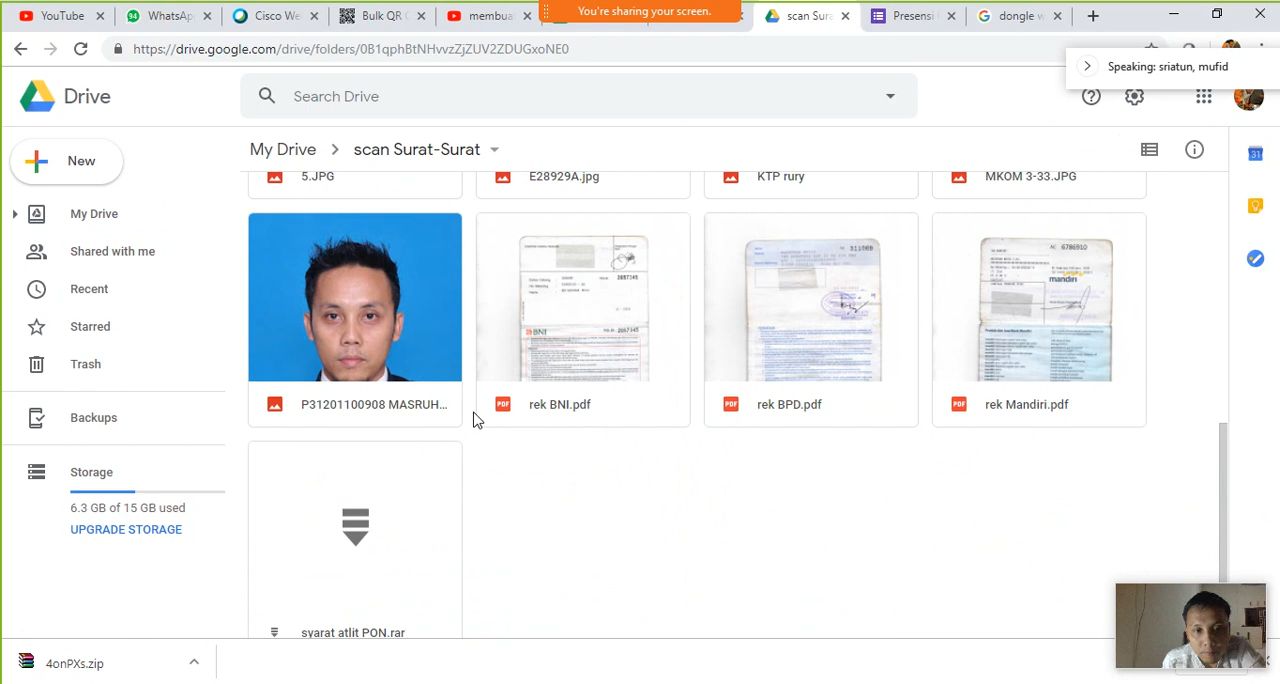 YouTube
WhatsAp
Cisco We
Bulk QR C
membua
You're sharing your screen.
scan Sura
Presensi
dongle w
https://drive.google.com/drive/folders/0B1qphBtNHvvzZjZUV2ZDUGxoNE0
Speaking: sriatun, mufid
Drive
Search Drive
New
My Drive
Shared with me
Recent
Starred
Trash
Backups
Storage
6.3 GB of 15 GB used
UPGRADE STORAGE
My Drive
scan Surat-Surat
5.JPG
E28929A.jpg
KTP rury
MKOM 3-33.JPG
BNI
mandiri
P31201100908 MASRUH...
rek BNI.pdf
rek BPD.pdf
rek Mandiri.pdf
syarat atlit PON.rar
31
4onPXs.zip